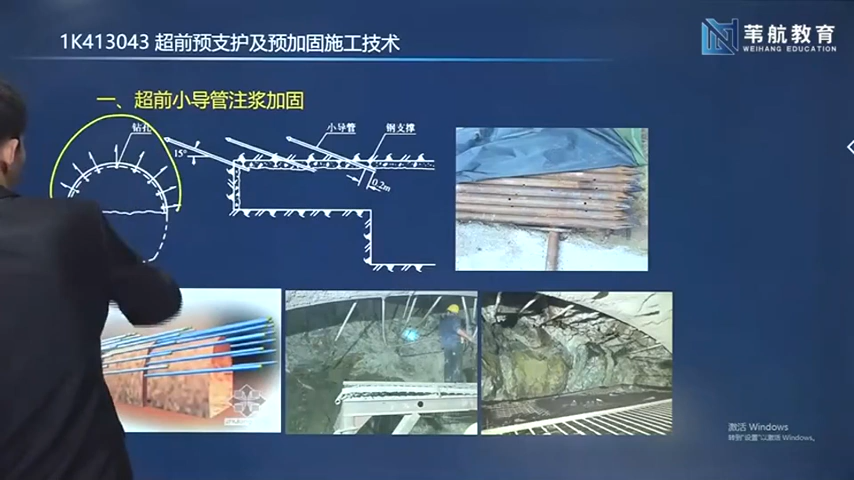 1K413043 超前预支护及预加固施工技术
苇航教育
WEIHANG EDUCATION
一、超前小导管注浆加固
钻孔
15°
小导管
钢支撑
0.2m
激活 Windows
转到"设置"以激活 Windows。